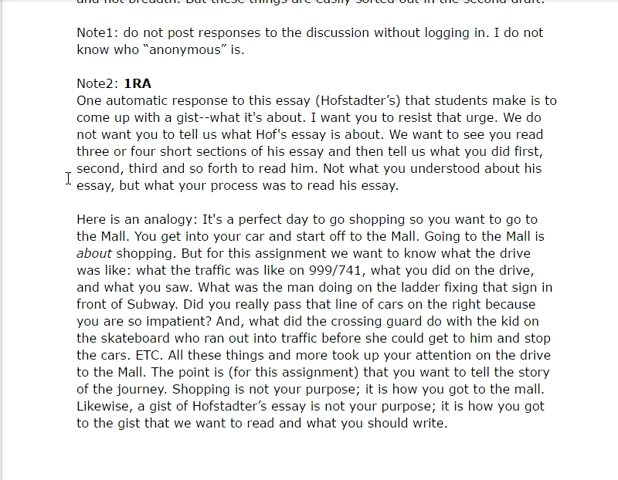 and not breadth. But these things are easily sorted out in the second draft.
Note1: do not post responses to the discussion without logging in. I do not
know who “anonymous” is.
Note2: 1RA
One automatic response to this essay (Hofstadter’s) that students make is to
come up with a gist--what it's about. I want you to resist that urge. We do
not want you to tell us what Hof's essay is about. We want to see you read
three or four short sections of his essay and then tell us what you did first,
second, third and so forth to read him. Not what you understood about his
essay, but what your process was to read his essay.
Here is an analogy: It's a perfect day to go shopping so you want to go to
the Mall. You get into your car and start off to the Mall. Going to the Mall is
about shopping. But for this assignment we want to know what the drive
was like: what the traffic was like on 999/741, what you did on the drive,
and what you saw. What was the man doing on the ladder fixing that sign in
front of Subway. Did you really pass that line of cars on the right because
you are so impatient? And, what did the crossing guard do with the kid on
the skateboard who ran out into traffic before she could get to him and stop
the cars. ETC. All these things and more took up your attention on the drive
to the Mall. The point is (for this assignment) that you want to tell the story
of the journey. Shopping is not your purpose; it is how you got to the mall.
Likewise, a gist of Hofstadter’s essay is not your purpose; it is how you got
to the gist that we want to read and what you should write.